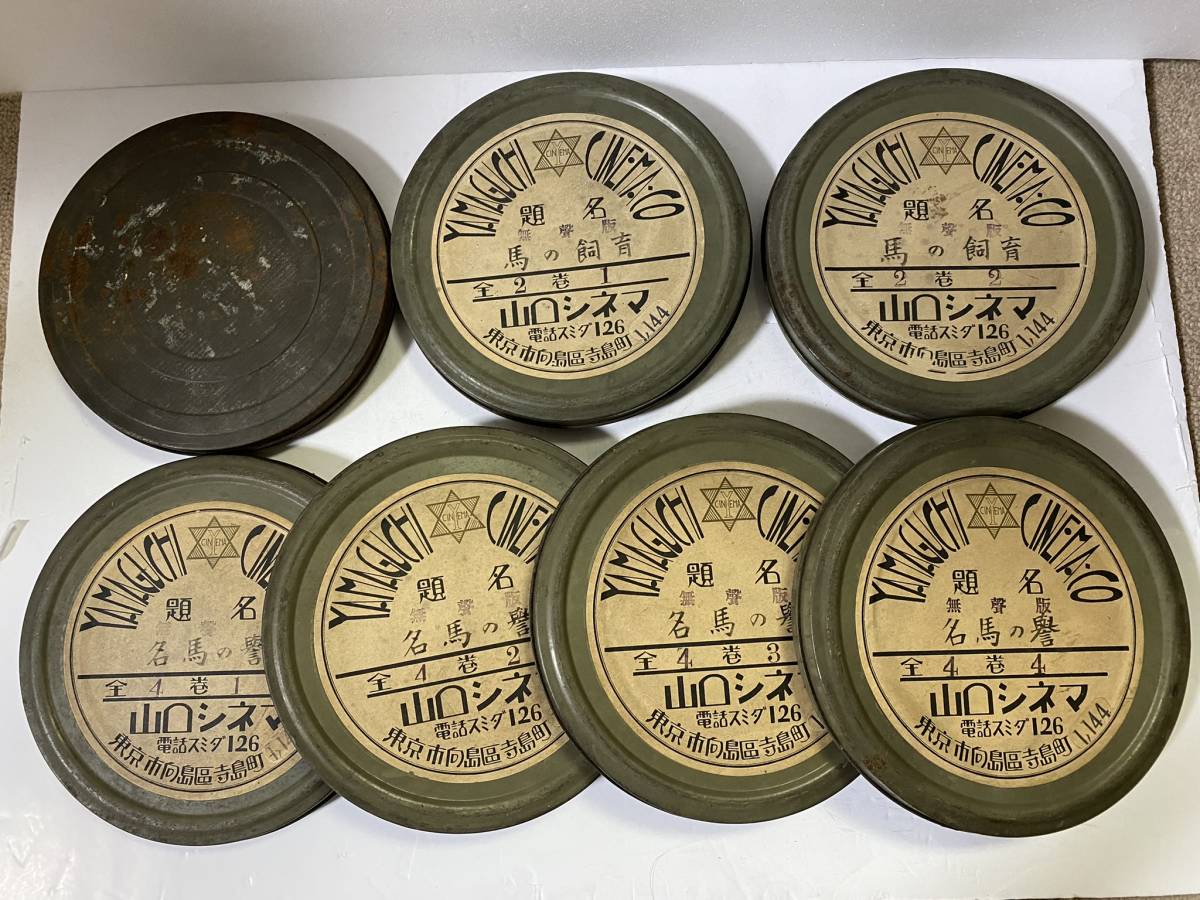 YAMAGUCHI CINEMA・CO
CINEMA
題名
無聲版
馬の飼育
全2巻1
山口シネマ
電話スミダ126
東京市向島區寺島町1,144
YAMAGUCHI CINEMA・CO
CINEMA
題名
無聲版
馬の飼育
全2巻2
山口シネマ
電話スミダ126
東京市向島區寺島町1,144
YAMAGUCHI CINE
CINEMA
題名
無聲
名馬の譽
全4巻1
山口シネマ
電話スミダ126
東京市向島區寺島町
YAMAGUCHI CINEM
CINEMA
題名
無聲版
名馬の譽
全4巻2
山口シネマ
電話スミダ126
東京市向島區寺島町
YAMAGUCHI CINEMA
CINEMA
題名
無聲版
名馬の譽
全4巻3
山口シネマ
電話スミダ126
東京市向島區寺島町
YAMAGUCHI CINEMA・CO
CINEMA
題名
無聲版
名馬の譽
全4巻4
山口シネマ
電話スミダ126
東京市向島區寺島町1,144